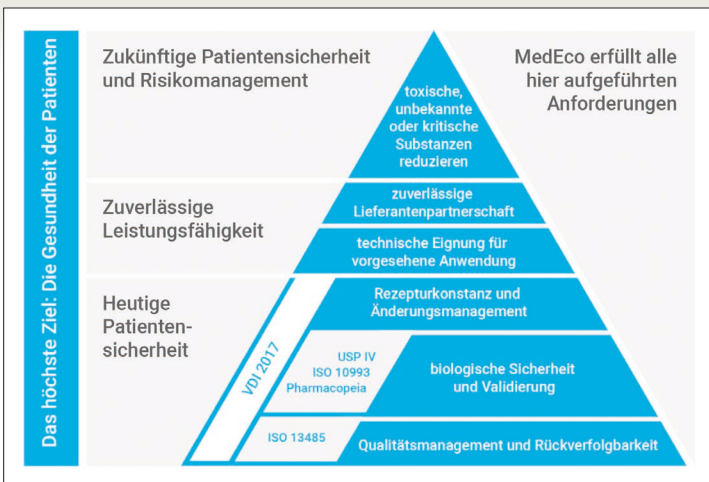 Das höchste Ziel: Die Gesundheit der Patienten
Zukünftige Patientensicherheit
und Risikomanagement
MedEco erfüllt alle
hier aufgeführten
Anforderungen
toxische,
unbekannte
oder kritische
Substanzen
reduzieren
Zuverlässige
Leistungsfähigkeit
zuverlässige
Lieferantenpartnerschaft
technische Eignung für
vorgesehene Anwendung
Heutige
Patienten-
sicherheit
VDI 2017
Rezepturkonstanz und
Änderungsmanagement
USP IV
ISO 10993
Pharmacopeia
biologische Sicherheit
und Validierung
ISO 13485
Qualitätsmanagement und Rückverfolgbarkeit